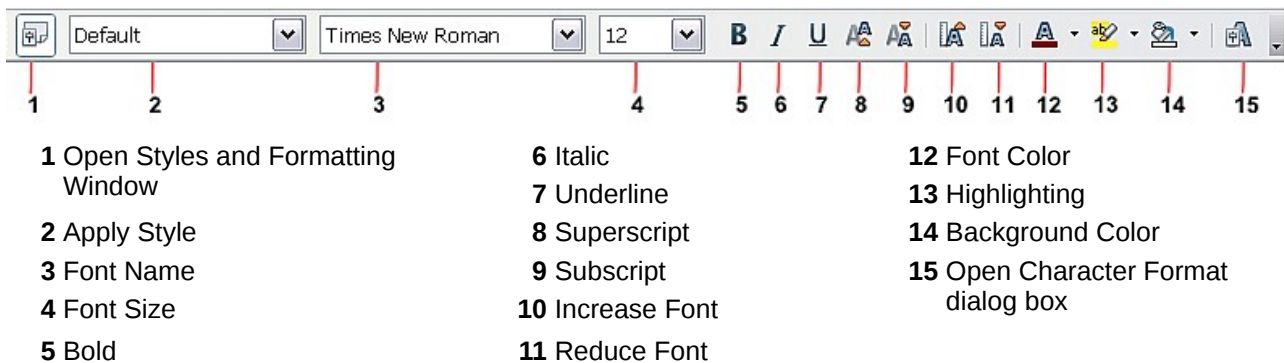 Default Times New Roman 12 B I U
1 2 3 4 5 6 7 8 9 10 11 12 13 14 15
1 Open Styles and Formatting
Window
2 Apply Style
3 Font Name
4 Font Size
5 Bold
6 Italic
7 Underline
8 Superscript
9 Subscript
10 Increase Font
11 Reduce Font
12 Font Color
13 Highlighting
14 Background Color
15 Open Character Format
dialog box